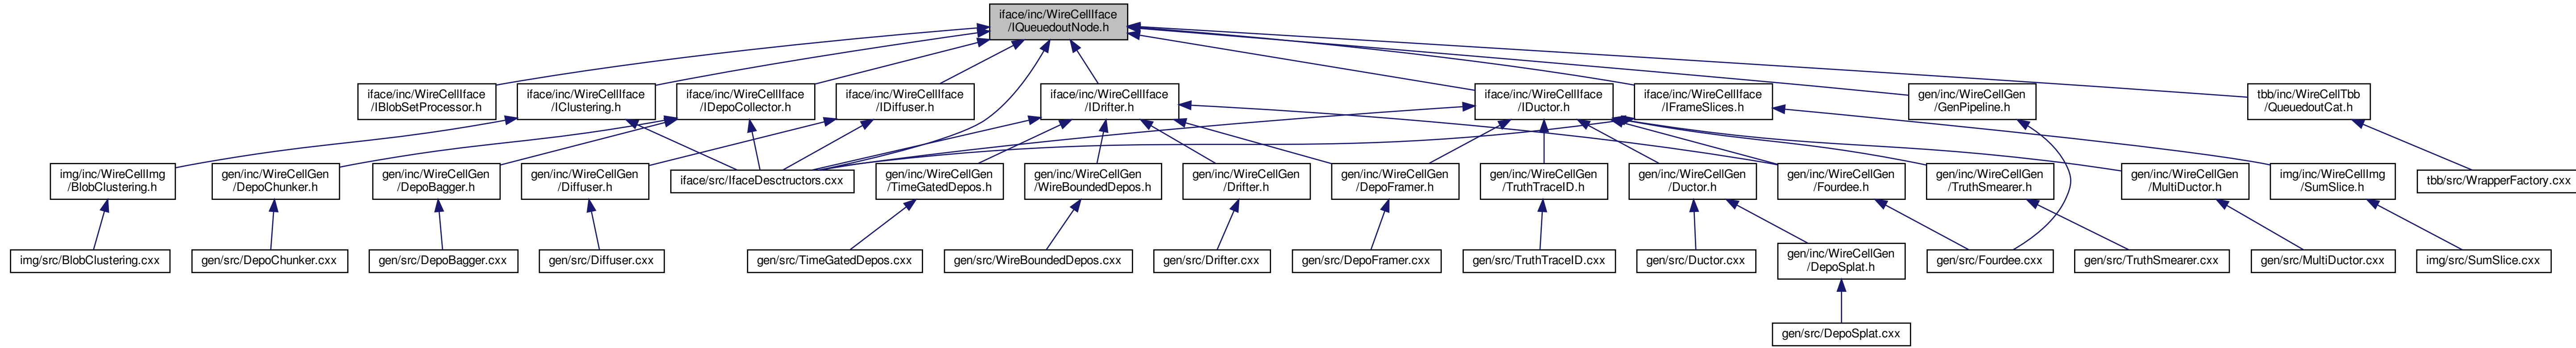 iface/inc/WireCellIface
/IQueuedoutNode.h
iface/inc/WireCellIface
/IBlobSetProcessor.h
iface/inc/WireCellIface
/IClustering.h
iface/inc/WireCellIface
/IDepoCollector.h
iface/inc/WireCellIface
/IDiffuser.h
iface/inc/WireCellIface
/IDrifter.h
iface/inc/WireCellIface
/IDuctor.h
iface/inc/WireCellIface
/IFrameSlices.h
gen/inc/WireCellGen
/GenPipeline.h
tbb/inc/WireCellTbb
/QueuedoutCat.h
img/inc/WireCellImg
/BlobClustering.h
gen/inc/WireCellGen
/DepoChunker.h
gen/inc/WireCellGen
/DepoBagger.h
gen/inc/WireCellGen
/Diffuser.h
iface/src/IfaceDesctructors.cxx
gen/inc/WireCellGen
/TimeGatedDepos.h
gen/inc/WireCellGen
/WireBoundedDepos.h
gen/inc/WireCellGen
/Drifter.h
gen/inc/WireCellGen
/DepoFramer.h
gen/inc/WireCellGen
/TruthTraceID.h
gen/inc/WireCellGen
/Ductor.h
gen/inc/WireCellGen
/Fourdee.h
gen/inc/WireCellGen
/TruthSmearer.h
gen/inc/WireCellGen
/MultiDuctor.h
img/inc/WireCellImg
/SumSlice.h
tbb/src/WrapperFactory.cxx
img/src/BlobClustering.cxx
gen/src/DepoChunker.cxx
gen/src/DepoBagger.cxx
gen/src/Diffuser.cxx
gen/src/TimeGatedDepos.cxx
gen/src/WireBoundedDepos.cxx
gen/src/Drifter.cxx
gen/src/DepoFramer.cxx
gen/src/TruthTraceID.cxx
gen/src/Ductor.cxx
gen/inc/WireCellGen
/DepoSplat.h
gen/src/Fourdee.cxx
gen/src/TruthSmearer.cxx
gen/src/MultiDuctor.cxx
img/src/SumSlice.cxx
gen/src/DepoSplat.cxx